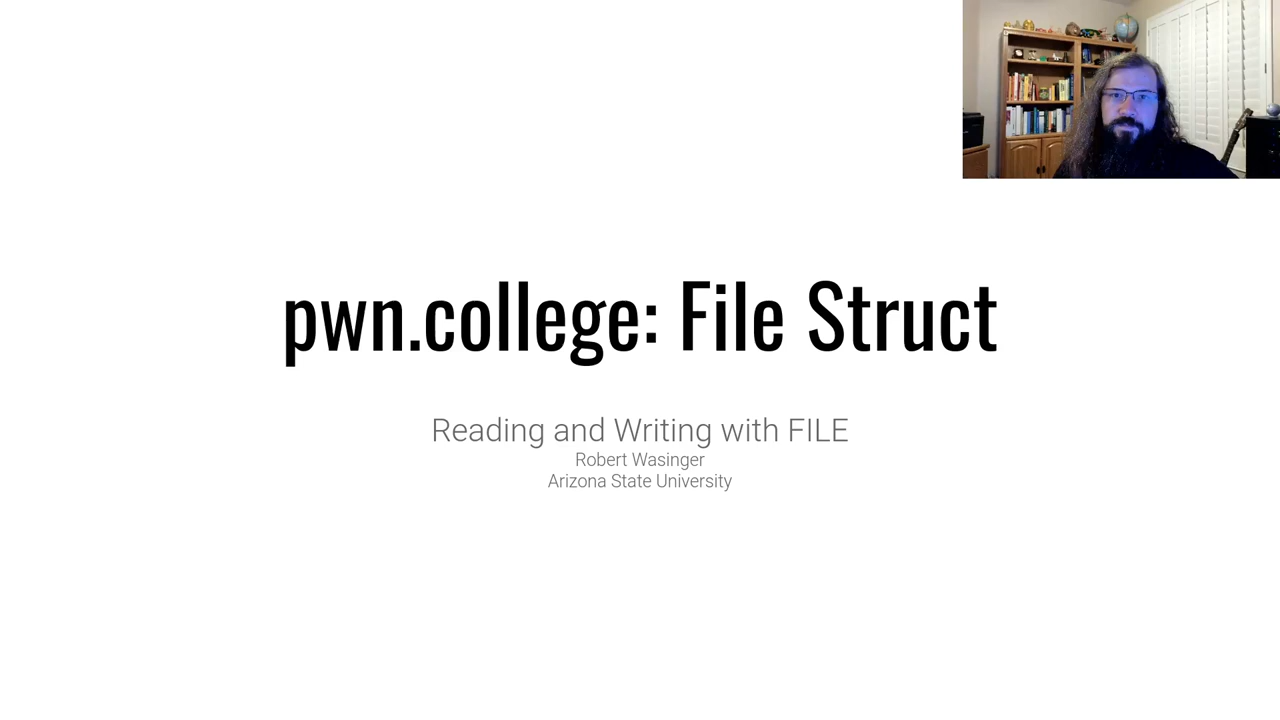 pwn.college: File Struct
Reading and Writing with FILE
Robert Wasinger
Arizona State University